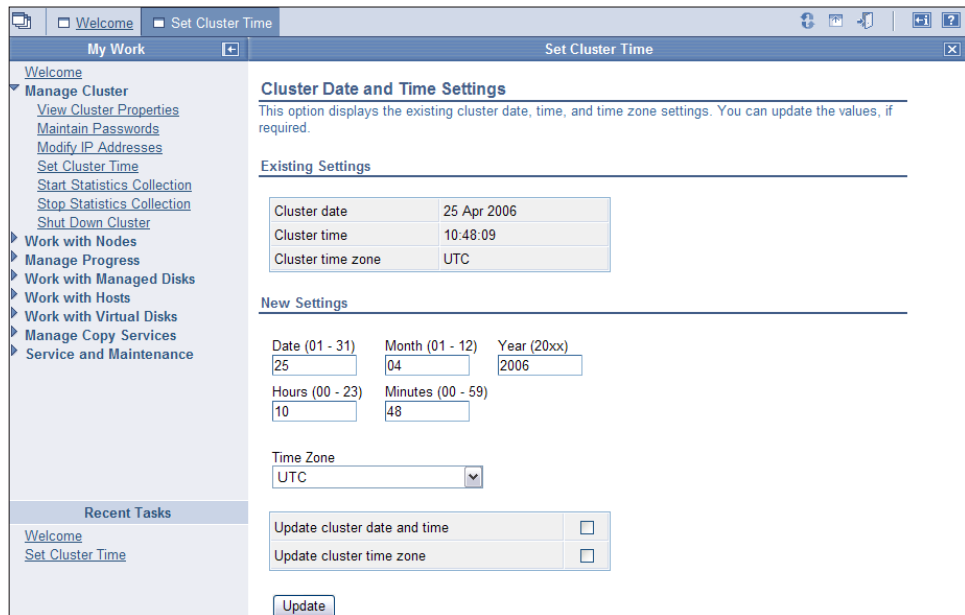 Welcome
Set Cluster Time
My Work
Set Cluster Time
Welcome
Manage Cluster
View Cluster Properties
Maintain Passwords
Modify IP Addresses
Set Cluster Time
Start Statistics Collection
Stop Statistics Collection
Shut Down Cluster
Work with Nodes
Manage Progress
Work with Managed Disks
Work with Hosts
Work with Virtual Disks
Manage Copy Services
Service and Maintenance
Recent Tasks
Welcome
Set Cluster Time
Cluster Date and Time Settings
This option displays the existing cluster date, time, and time zone settings. You can update the values, if
required.
Existing Settings
Cluster date 25 Apr 2006
Cluster time 10:48:09
Cluster time zone UTC
New Settings
Date (01 - 31) Month (01 - 12) Year (20xx)
25 04 2006
Hours (00 - 23) Minutes (00 - 59)
10 48
Time Zone
UTC
Update cluster date and time
Update cluster time zone
Update